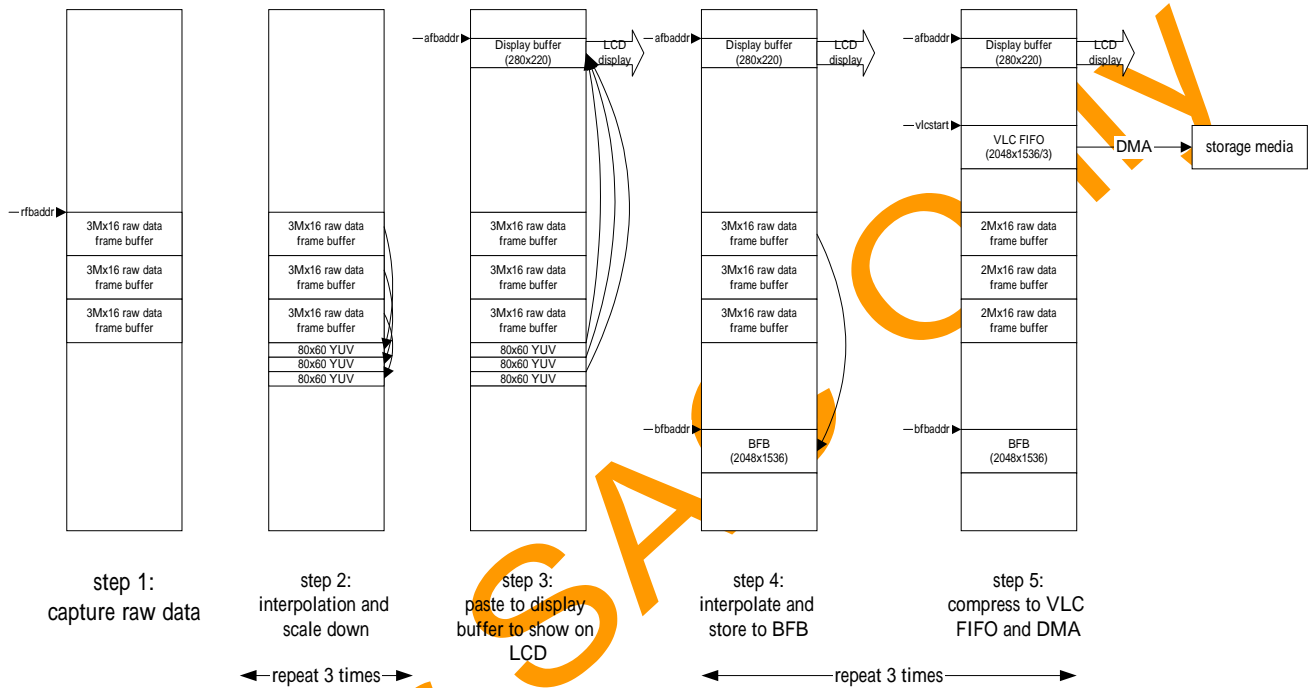 rfbaddr
3Mx16 raw data
frame buffer
3Mx16 raw data
frame buffer
3Mx16 raw data
frame buffer
step 1:
capture raw data
3Mx16 raw data
frame buffer
3Mx16 raw data
frame buffer
3Mx16 raw data
frame buffer
80x60 YUV
80x60 YUV
80x60 YUV
step 2:
interpolation and
scale down
afbaddr
Display buffer
(280x220)
LCD
display
3Mx16 raw data
frame buffer
3Mx16 raw data
frame buffer
3Mx16 raw data
frame buffer
80x60 YUV
80x60 YUV
80x60 YUV
step 3:
paste to display
buffer to show on
LCD
afbaddr
Display buffer
(280x220)
LCD
display
3Mx16 raw data
frame buffer
3Mx16 raw data
frame buffer
3Mx16 raw data
frame buffer
bfbaddr
BFB
(2048x1536)
step 4:
interpolate and
store to BFB
afbaddr
Display buffer
(280x220)
LCD
display
vlcstart
VLC FIFO
(2048x1536/3)
DMA
storage media
2Mx16 raw data
frame buffer
2Mx16 raw data
frame buffer
2Mx16 raw data
frame buffer
bfbaddr
BFB
(2048x1536)
step 5:
compress to VLC
FIFO and DMA
repeat 3 times
repeat 3 times